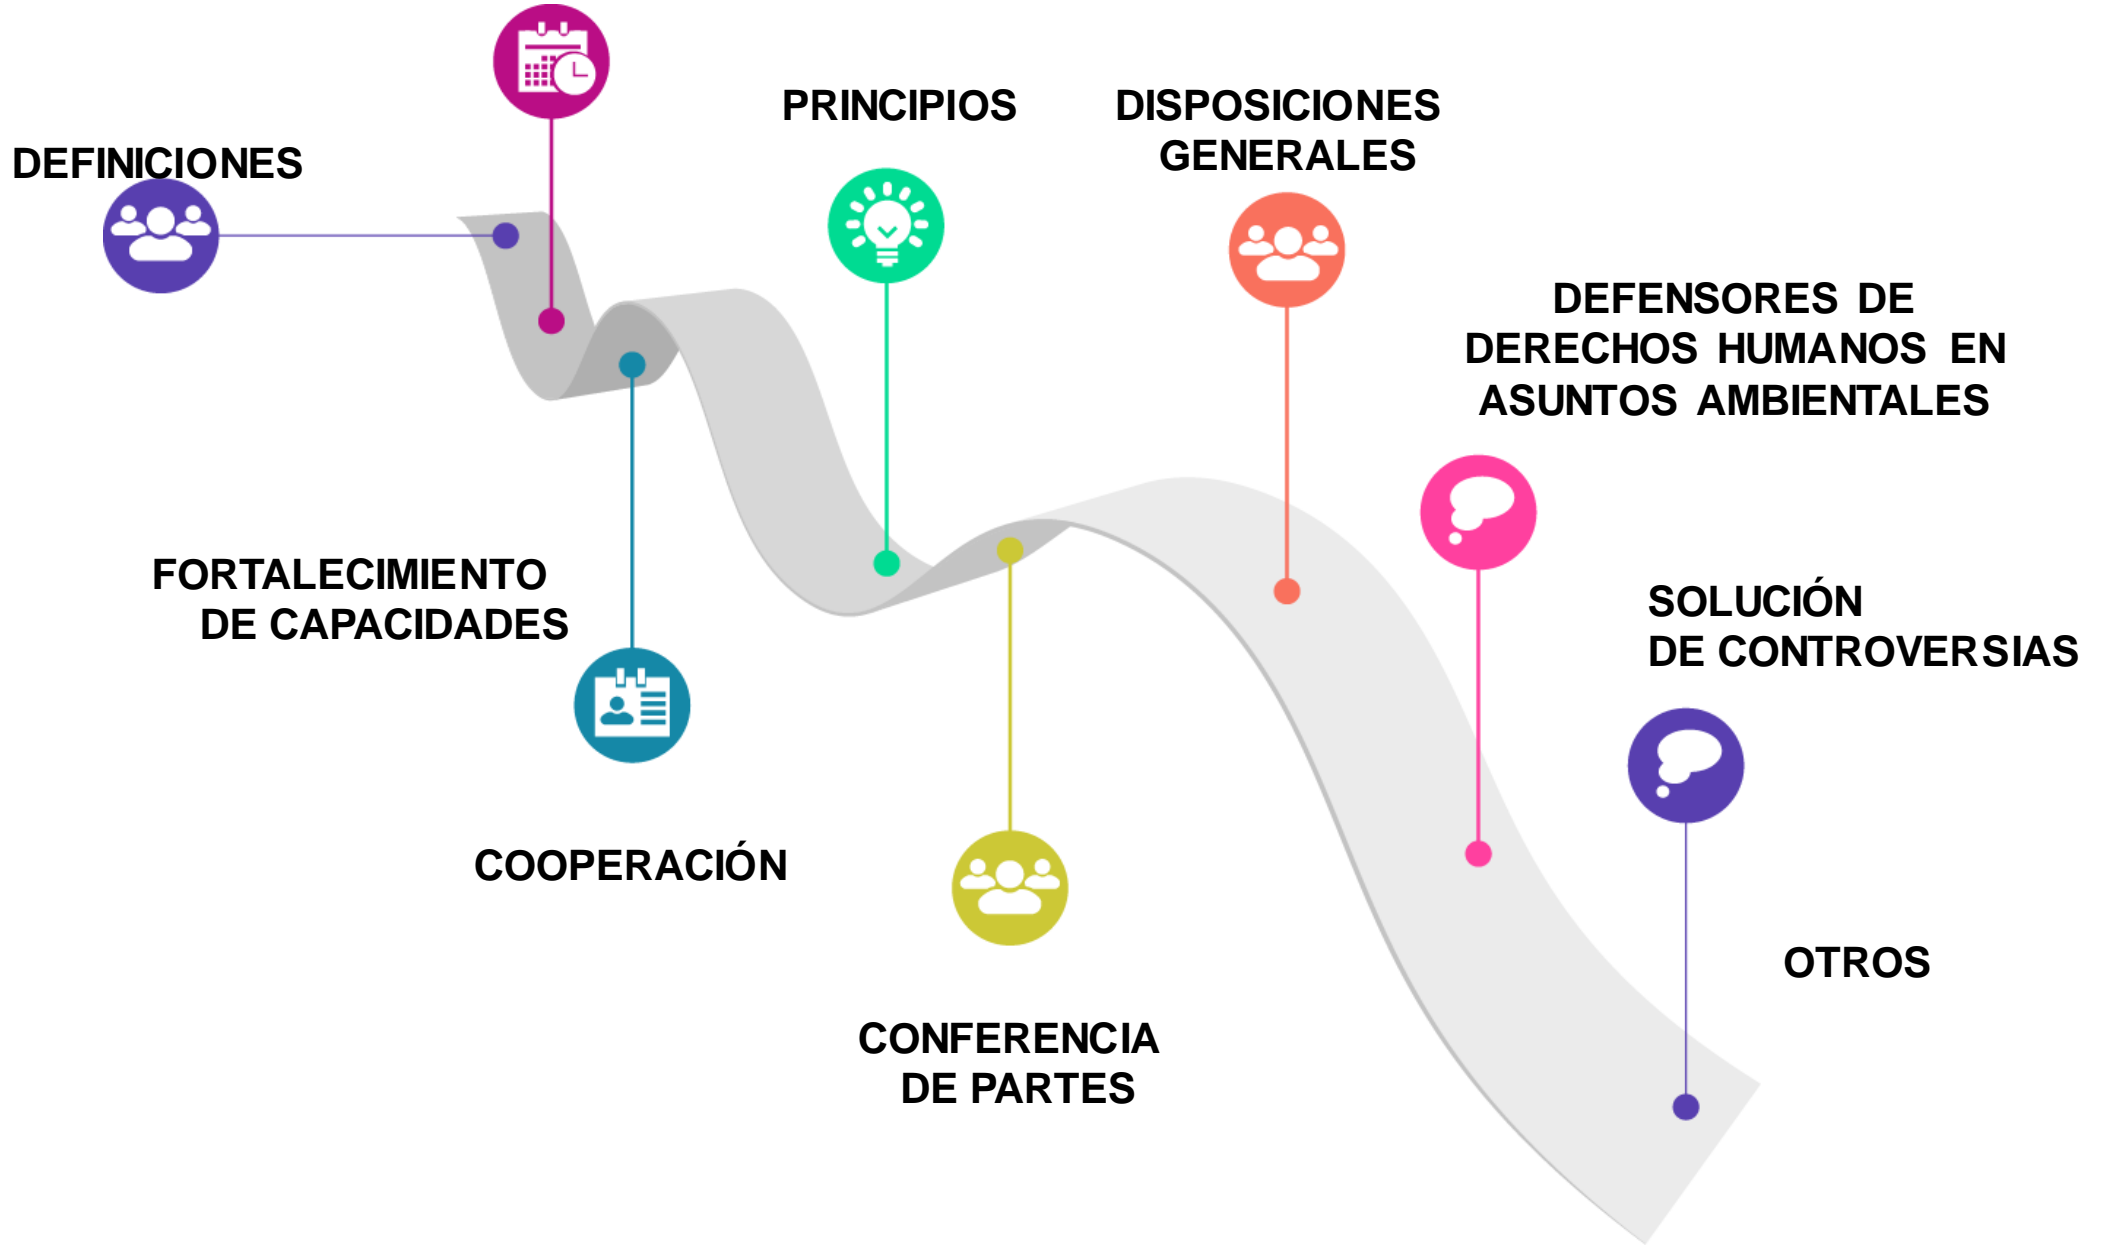 DEFINICIONES
PRINCIPIOS
DISPOSICIONES
GENERALES
DEFENSORES DE
DERECHOS HUMANOS EN
ASUNTOS AMBIENTALES
FORTALECIMIENTO
DE CAPACIDADES
SOLUCIÓN
DE CONTROVERSIAS
COOPERACIÓN
OTROS
CONFERENCIA
DE PARTES